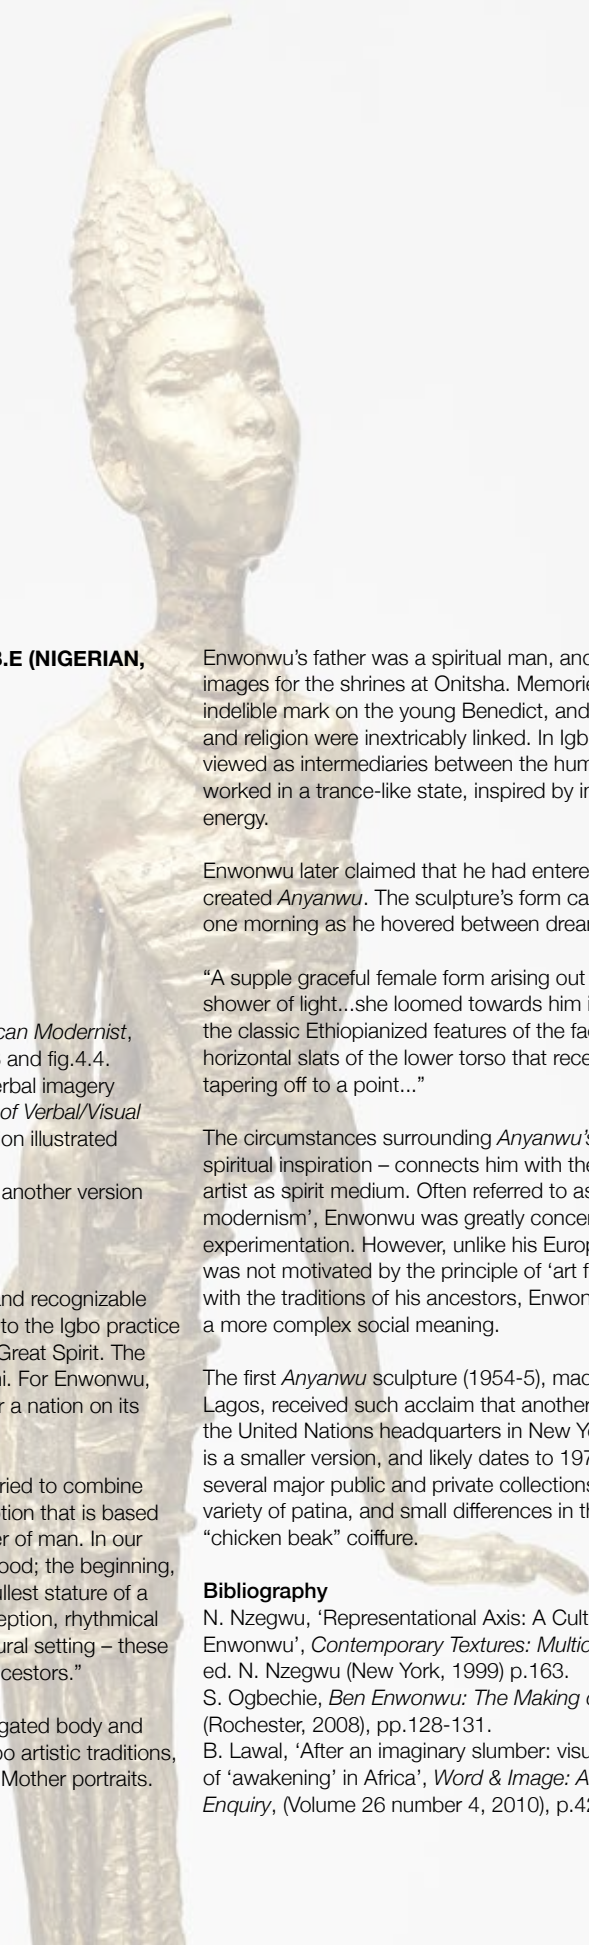 B.E (NIGERIAN,
can Modernist,
and fig.4.4.
erbal imagery
of Verbal/Visual
on illustrated
another version
nd recognizable
to the Igbo practice
Great Spirit. The
i. For Enwonwu,
r a nation on its
ried to combine
tion that is based
er of man. In our
ood; the beginning,
ullest stature of a
eption, rhythmical
ural setting – these
cestors.”
gated body and
bo artistic traditions,
Mother portraits.
Enwonwu’s father was a spiritual man, and
images for the shrines at Onitsha. Memorie
indelible mark on the young Benedict, and
and religion were inextricably linked. In Igb
viewed as intermediaries between the hum
worked in a trance-like state, inspired by in
energy.
Enwonwu later claimed that he had entere
created Anyanwu. The sculpture’s form ca
one morning as he hovered between drea
“A supple graceful female form arising out
shower of light...she loomed towards him i
the classic Ethiopianized features of the fa
horizontal slats of the lower torso that rece
tapering off to a point...”
The circumstances surrounding Anyanwu’s
spiritual inspiration – connects him with the
artist as spirit medium. Often referred to as
modernism’, Enwonwu was greatly concer
experimentation. However, unlike his Europ
was not motivated by the principle of ‘art f
with the traditions of his ancestors, Enwon
a more complex social meaning.
The first Anyanwu sculpture (1954-5), mad
Lagos, received such acclaim that another
the United Nations headquarters in New Yo
is a smaller version, and likely dates to 197
several major public and private collections
variety of patina, and small differences in th
“chicken beak” coiffure.
Bibliography
N. Nzegwu, ‘Representational Axis: A Cult
Enwonwu’, Contemporary Textures: Multid
ed. N. Nzegwu (New York, 1999) p.163.
S. Ogbechie, Ben Enwonwu: The Making o
(Rochester, 2008), pp.128-131.
B. Lawal, ‘After an imaginary slumber: visu
of ‘awakening’ in Africa’, Word & Image: A
Enquiry, (Volume 26 number 4, 2010), p.42